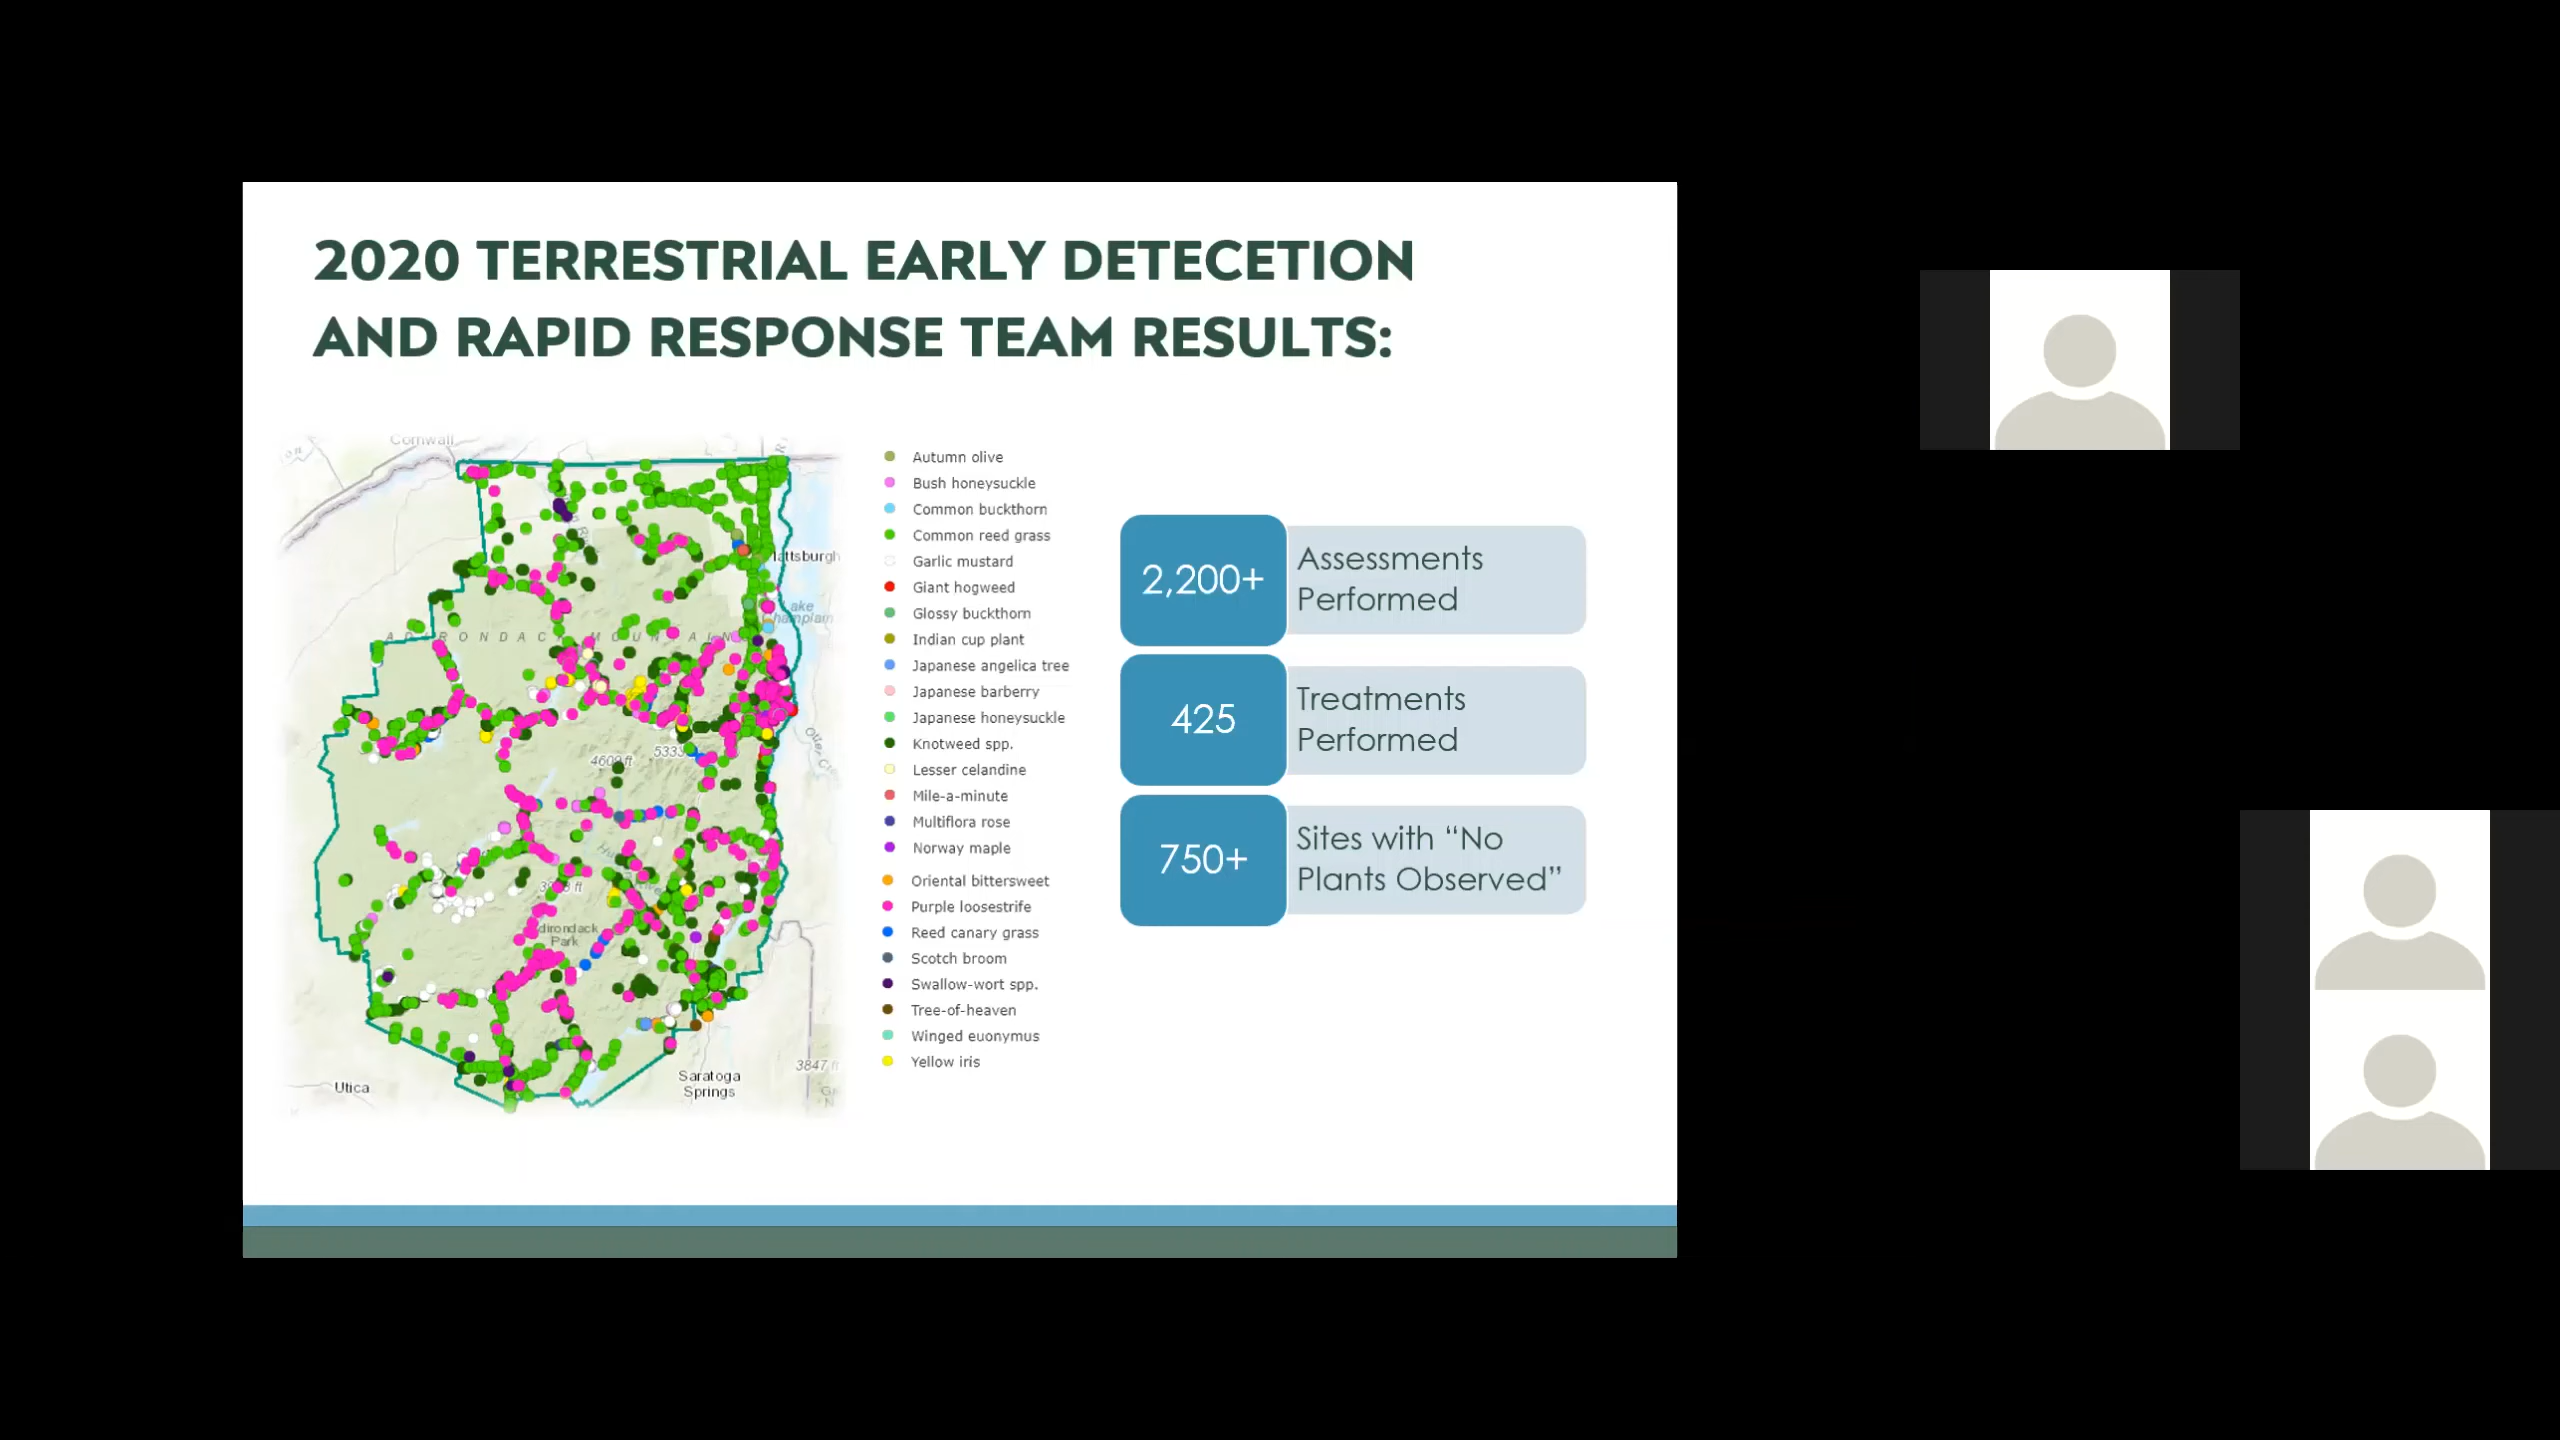 2020 TERRESTRIAL EARLY DETECETION
AND RAPID RESPONSE TEAM RESULTS:
Cornwall
Plattsburgh
Lake
Champlain
ADIRONDACK MOUNTAINS
4609 ft
5333
Adirondack
Park
Utica
Saratoga
Springs
3847 ft
Autumn olive
Bush honeysuckle
Common buckthorn
Common reed grass
Garlic mustard
Giant hogweed
Glossy buckthorn
Indian cup plant
Japanese angelica tree
Japanese barberry
Japanese honeysuckle
Knotweed spp.
Lesser celandine
Mile-a-minute
Multiflora rose
Norway maple
Oriental bittersweet
Purple loosestrife
Reed canary grass
Scotch broom
Swallow-wort spp.
Tree-of-heaven
Winged euonymus
Yellow iris
2,200+
Assessments
Performed
425
Treatments
Performed
750+
Sites with “No
Plants Observed”